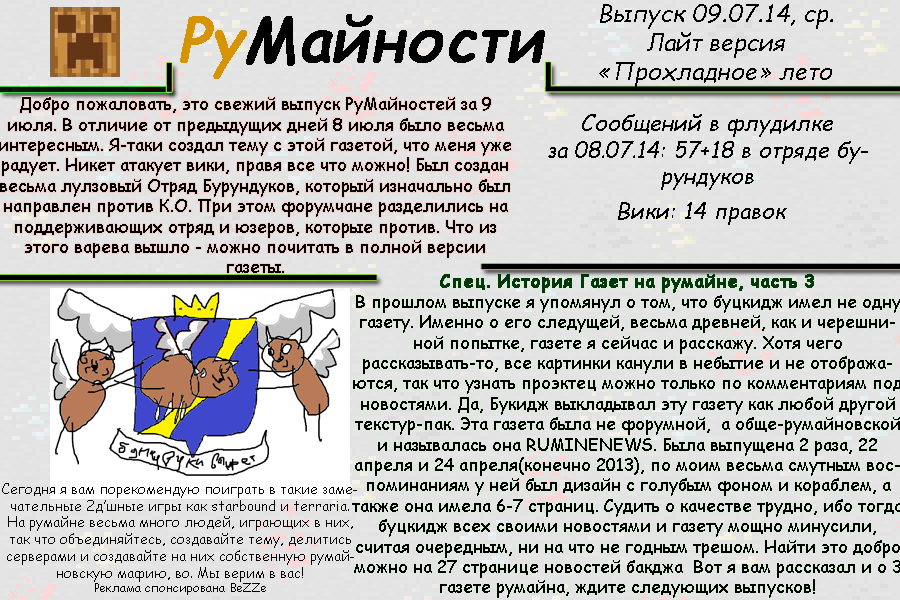 РуМайности
Выпуск 09.07.14, ср.
Лайт версия
«Прохладное» лето
Добро пожаловать, это свежий выпуск РуМайностей за 9
июля. В отличие от предыдущих дней 8 июля было весьма
интересным. Я-таки создал тему с этой газетой, что меня уже
радует. Никет атакует вики, правя все что можно! Был создан
весьма лулзовый Отряд Бурундуков, который изначально был
направлен против К.О. При этом форумчане разделились на
поддерживающих отряд и юзеров, которые против. Что из
этого варева вышло - можно почитать в полной версии
газеты.
Сообщений в флудилке
за 08.07.14: 57+18 в отряде бу-
рундуков
Вики: 14 правок
Спец. История Газет на румайне, часть 3
В прошлом выпуске я упомянул о том, что буцкидж имел не одну
газету. Именно о его следущей, весьма древней, как и черешни-
ной попытке, газете я сейчас и расскажу. Хотя чего
рассказывать-то, все картинки канули в небытие и не отобража-
ются, так что узнать проэктец можно только по комментариям под
новостями. Да, Букидж выкладывал эту газету как любой другой
текстур-пак. Эта газета была не форумной, а обще-румайновской
и называлась она RUMINENEWS. Была выпущена 2 раза, 22
апреля и 24 апреля(конечно 2013), по моим весьма смутным вос-
поминаниям у ней был дизайн с голубым фоном и кораблем, а
также она имела 6-7 страниц. Судить о качестве трудно, ибо тогда
буцкидж всех своими новостями и газету мощно минусили,
считая очередным, ни на что не годным трешом. Найти это добро
можно на 27 странице новостей бакджа Вот я вам рассказал и о 3
газете румайна, ждите следующих выпусков!
бундуки
Сегодня я вам порекомендую поиграть в такие заме-
чательные 2д'шные игры как starbound и terraria.
На румайне весьма много людей, играющих в них,
так что объединяйтесь, создавайте тему, делитись
серверами и создавайте на них собственную румай-
новскую мафию, во. Мы верим в вас!
Реклама спонсирована BeZZe